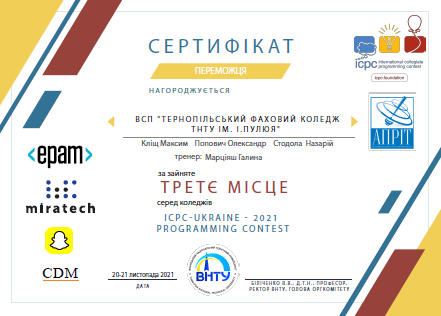 СЕРТИФІКАТ
ПЕРЕМОЖЦЯ
НАГОРОДЖУЄТЬСЯ
icpc international collegiate programming contest
icpc.foundation
ВСП "ТЕРНОПІЛЬСЬКИЙ ФАХОВИЙ КОЛЕДЖ
ТНТУ ІМ. І.ПУЛЮЯ"
Кліщ Максим Попович Олександр Стодола Назарій
тренер: Марціяш Галина
АПРІТ
<epam>
miratech
CDM
за зайняте
ТРЕТЄ МІСЦЕ
серед коледжів
ICPC-UKRAINE - 2021
PROGRAMMING CONTEST
20-21 листопада 2021
ДАТА
ВНТУ
БІЛІЧЕНКО В.В., Д.Т.Н., ПРОФЕСОР,
РЕКТОР ВНТУ, ГОЛОВА ОРГКОМІТЕТУ